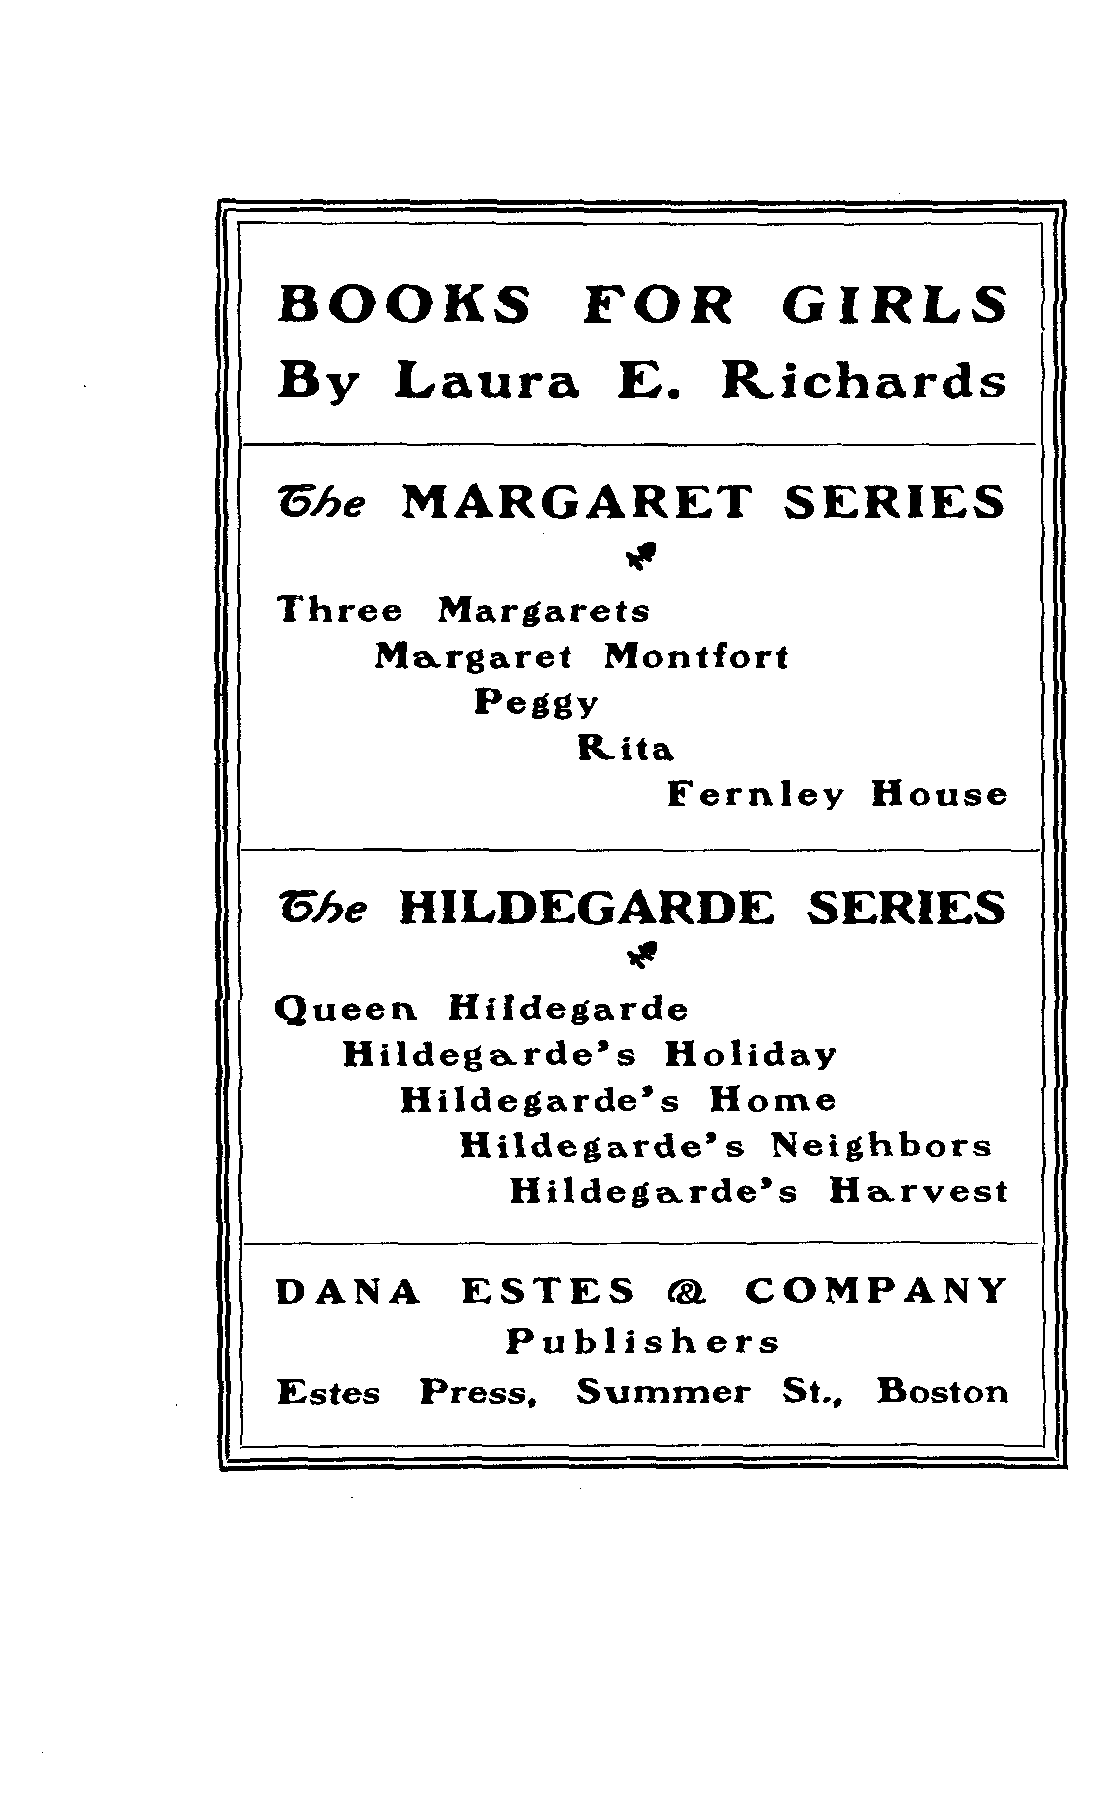 BOOKS FOR GIRLS
By Laura E. Richards
The MARGARET SERIES
Three Margarets
Margaret Montfort
Peggy
Rita
Fernley House
The HILDEGARDE SERIES
Queen Hildegarde
Hildegarde's Holiday
Hildegarde's Home
Hildegarde's Neighbors
Hildegarde's Harvest
DANA ESTES & COMPANY
Publishers
Estes Press, Summer St., Boston